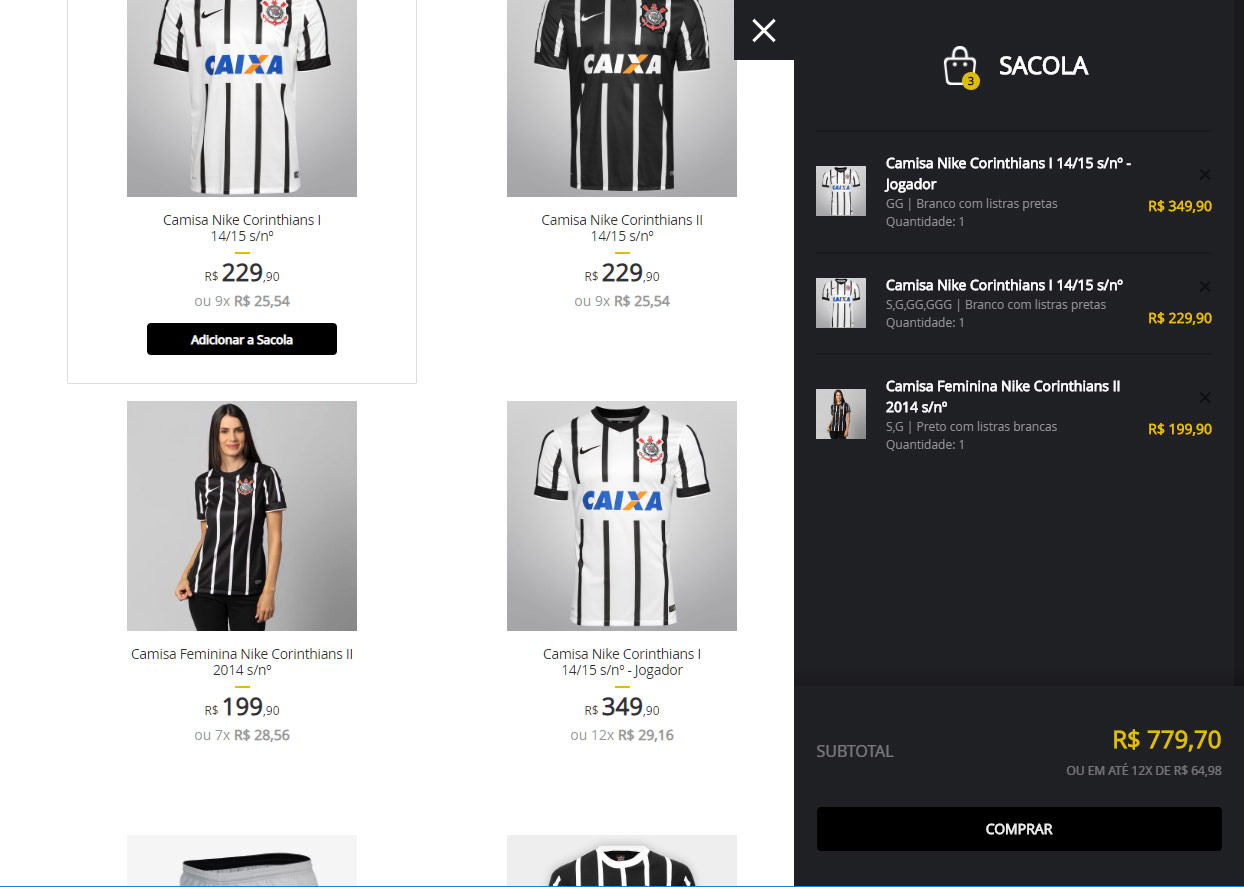 CAIXA
Camisa Nike Corinthians I
14/15 s/nº
R$ 229,90
ou 9x R$ 25,54
Adicionar a Sacola
CAIXA
Camisa Nike Corinthians II
14/15 s/nº
R$ 229,90
ou 9x R$ 25,54
Camisa Feminina Nike Corinthians II
2014 s/nº
R$ 199,90
ou 7x R$ 28,56
CAIXA
Camisa Nike Corinthians I
14/15 s/nº - Jogador
R$ 349,90
ou 12x R$ 29,16
3
SACOLA
CAIXA
Camisa Nike Corinthians I 14/15 s/nº -
Jogador
GG | Branco com listras pretas
Quantidade: 1
R$ 349,90
CAIXA
Camisa Nike Corinthians I 14/15 s/nº
S,G,GG,GGG | Branco com listras pretas
Quantidade: 1
R$ 229,90
Camisa Feminina Nike Corinthians II
2014 s/nº
S,G | Preto com listras brancas
Quantidade: 1
R$ 199,90
SUBTOTAL
R$ 779,70
OU EM ATÉ 12X DE R$ 64,98
COMPRAR